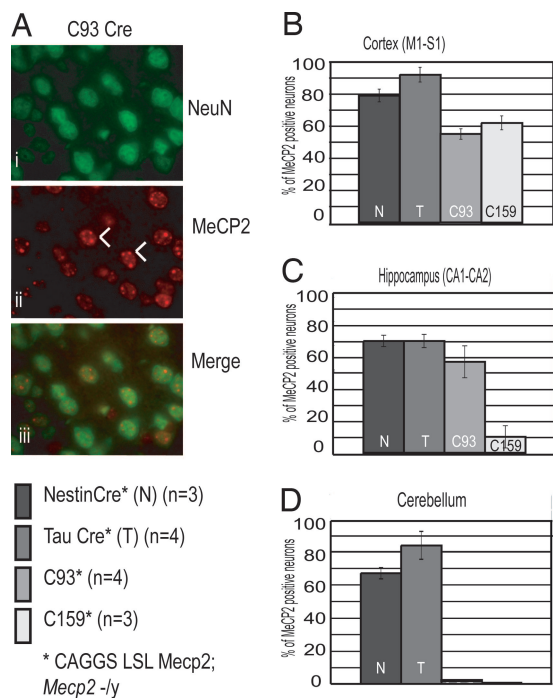 A
C93 Cre
NeuN
i
MeCP2
ii
Merge
iii
NestinCre* (N) (n=3)
Tau Cre* (T) (n=4)
C93* (n=4)
C159* (n=3)
* CAGGS LSL Mecp2;
Mecp2 -/y
B
Cortex (M1-S1)
% of MeCP2 positive neurons
100
80
60
40
20
0
N T C93 C159
C
Hippocampus (CA1-CA2)
% of MeCP2 positive neurons
100
80
60
40
20
0
N T C93 C159
D
Cerebellum
% of MeCP2 positive neurons
100
80
60
40
20
0
N T